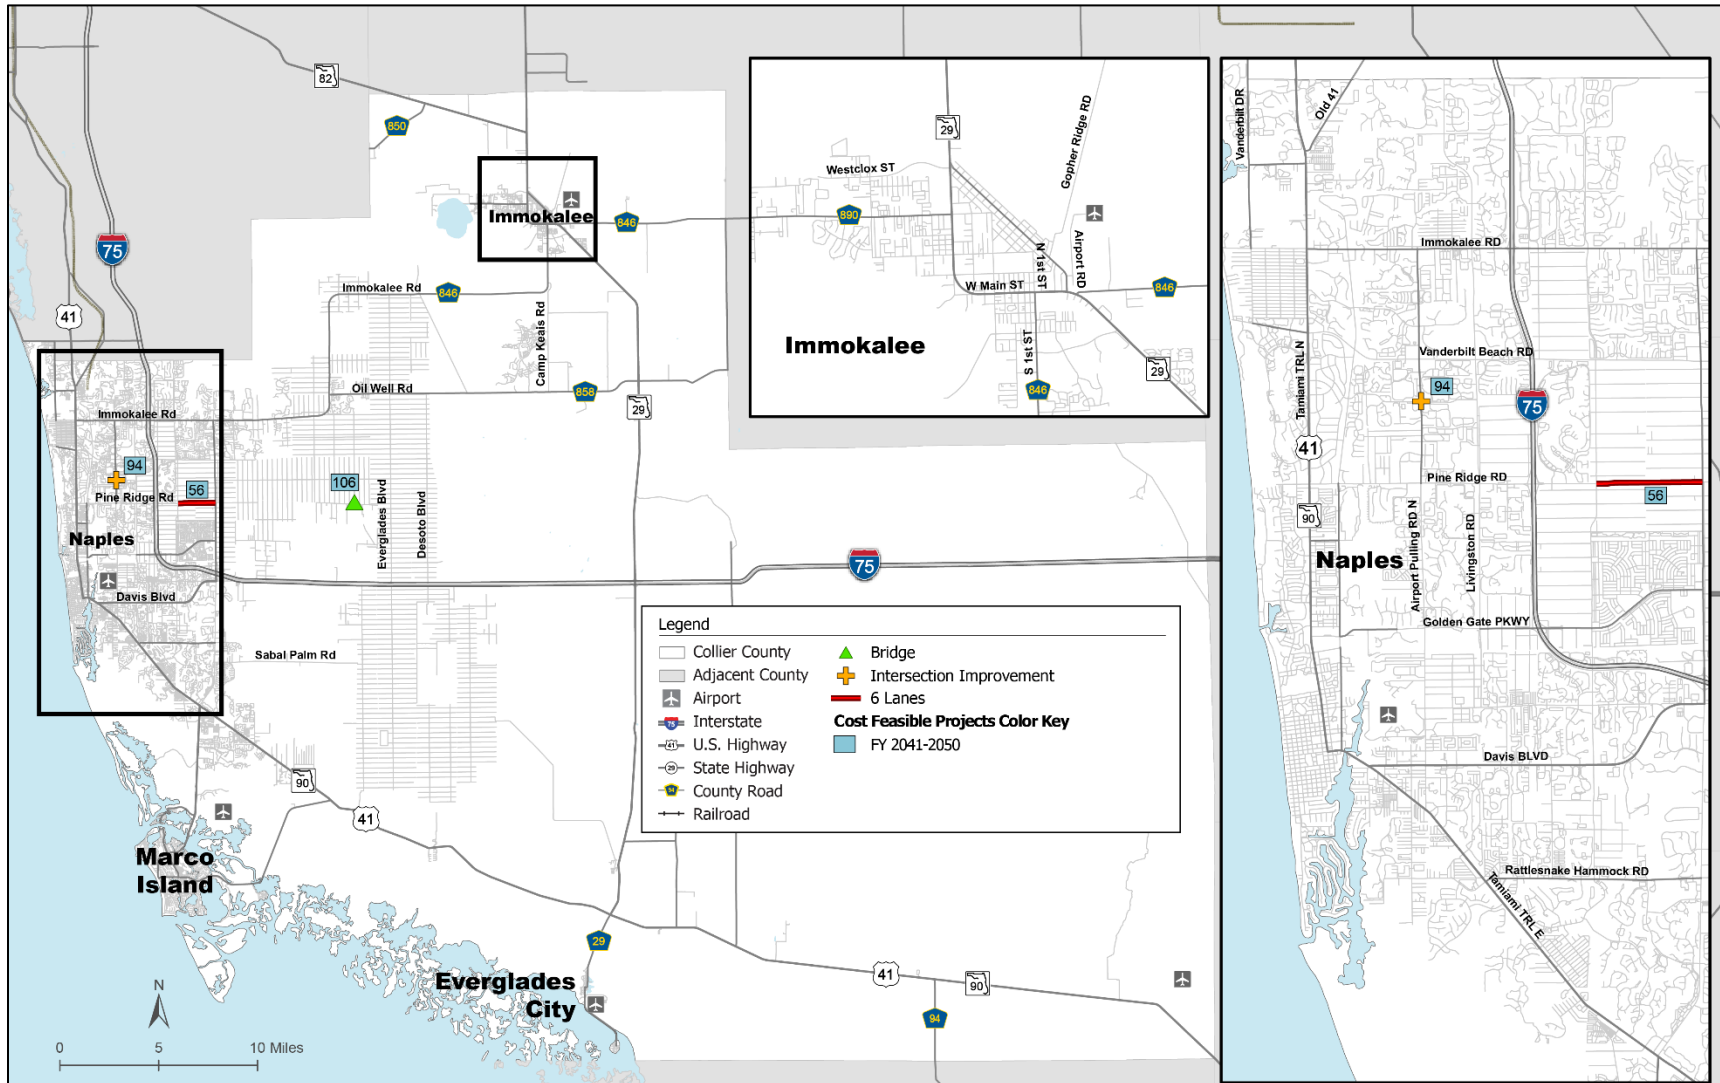 82
850
Immokalee
846
75
Immokalee Rd
846
41
Camp Keais Rd
Oil Well Rd
858
29
Immokalee Rd
94
106
56
Pine Ridge Rd
Naples
Everglades Blvd
Desoto Blvd
75
Davis Blvd
Sabal Palm Rd
90
41
Marco
Island
29
Everglades
City
41
90
94
N
0 5 10 Miles
29
Gopher Ridge RD
Westclox ST
890
N 1st ST
Airport RD
W Main ST
846
Immokalee
S 1st ST
846
29
Legend
Collier County
Adjacent County
Airport
75 Interstate
41 U.S. Highway
29 State Highway
County Road
Railroad
Bridge
Intersection Improvement
6 Lanes
Cost Feasible Projects Color Key
FY 2041-2050
Vanderbilt DR
Old 41
Immokalee RD
Tamiami TRL N
Vanderbilt Beach RD
94
75
41
Pine Ridge RD
56
90
Naples
Airport Pulling RD N
Livingston RD
Golden Gate PKWY
Davis BLVD
Rattlesnake Hammock RD
Tamiami TRL E